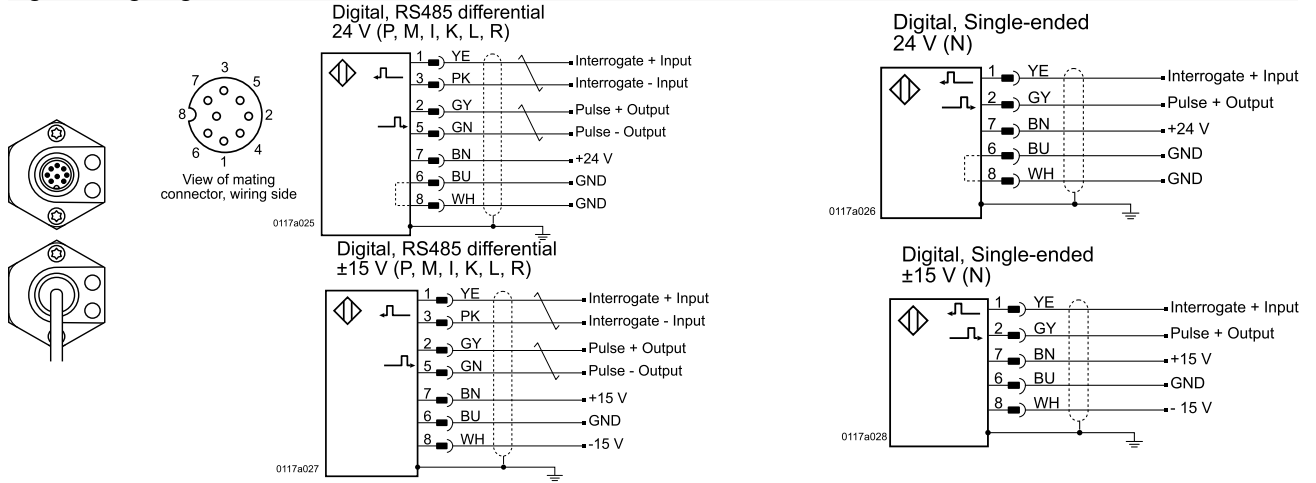 Digital, RS485 differential
24 V (P, M, I, K, L, R)
1 YE Interrogate + Input
3 PK Interrogate - Input
2 GY Pulse + Output
5 GN Pulse - Output
7 BN +24 V
6 BU GND
8 WH GND
0117a025
3
7 5
8 2
6 4
1
View of mating
connector, wiring side
Digital, Single-ended
24 V (N)
1 YE Interrogate + Input
2 GY Pulse + Output
7 BN +24 V
6 BU GND
8 WH GND
0117a026
Digital, RS485 differential
±15 V (P, M, I, K, L, R)
1 YE Interrogate + Input
3 PK Interrogate - Input
2 GY Pulse + Output
5 GN Pulse - Output
7 BN +15 V
6 BU GND
8 WH -15 V
0117a027
Digital, Single-ended
±15 V (N)
1 YE Interrogate + Input
2 GY Pulse + Output
7 BN +15 V
6 BU GND
8 WH - 15 V
0117a028